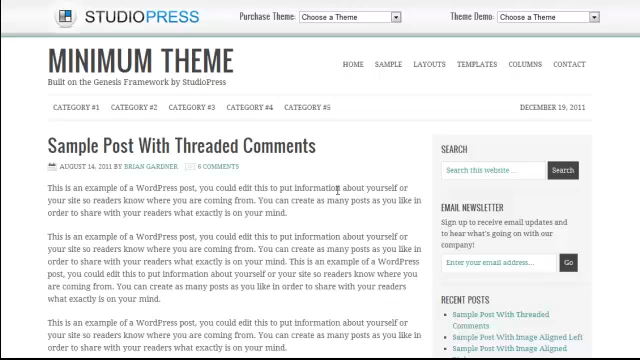 STUDIOPRESS
Purchase Theme: Choose a Theme
Theme Demo: Choose a Theme
MINIMUM THEME
Built on the Genesis Framework by StudioPress
HOME SAMPLE LAYOUTS TEMPLATES COLUMNS CONTACT
CATEGORY #1 CATEGORY #2 CATEGORY #3 CATEGORY #4 CATEGORY #5
DECEMBER 19, 2011
Sample Post With Threaded Comments
AUGUST 14, 2011 BY BRIAN GARDNER 6 COMMENTS
This is an example of a WordPress post, you could edit this to put information about yourself or
your site so readers know where you are coming from. You can create as many posts as you like in
order to share with your readers what exactly is on your mind.
This is an example of a WordPress post, you could edit this to put information about yourself or
your site so readers know where you are coming from. You can create as many posts as you like in
order to share with your readers what exactly is on your mind. This is an example of a WordPress
post, you could edit this to put information about yourself or your site so readers know where you
are coming from. You can create as many posts as you like in order to share with your readers
what exactly is on your mind.
This is an example of a WordPress post, you could edit this to put information about yourself or
your site so readers know where you are coming from. You can create as many posts as you like in
order to share with your readers what exactly is on your mind.
SEARCH
Search this website ... Search
EMAIL NEWSLETTER
Sign up to receive email updates and
to hear what's going on with our
company!
Enter your email address... Go
RECENT POSTS
Sample Post With Threaded
Comments
Sample Post With Image Aligned Left
Sample Post With Image Aligned